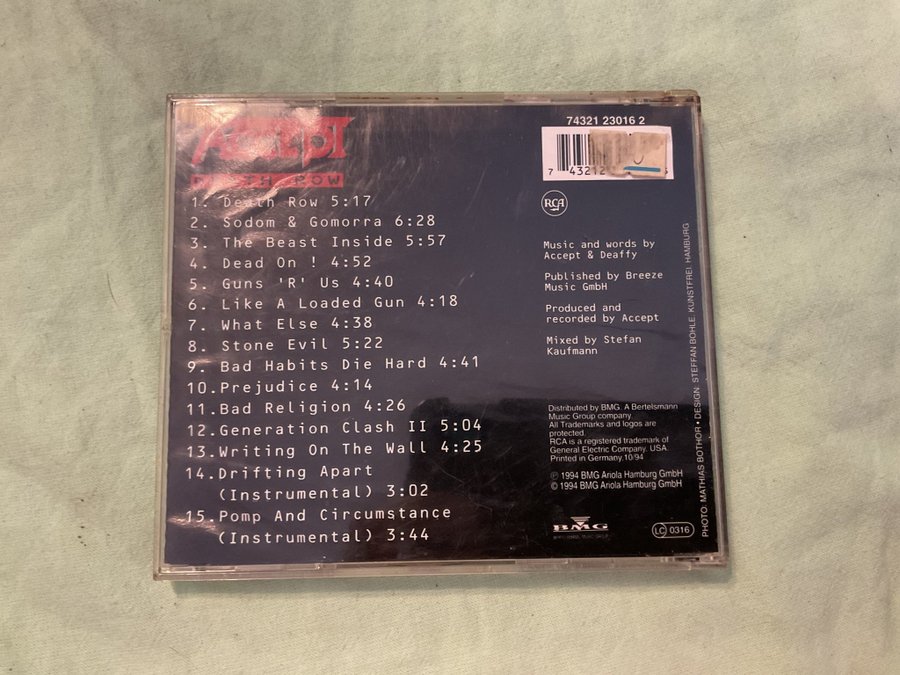 ACCEPT
DEATH ROW
1. Death Row 5:17
2. Sodom & Gomorra 6:28
3. The Beast Inside 5:57
4. Dead On ! 4:52
5. Guns 'R' Us 4:40
6. Like A Loaded Gun 4:18
7. What Else 4:38
8. Stone Evil 5:22
9. Bad Habits Die Hard 4:41
10.Prejudice 4:14
11.Bad Religion 4:26
12.Generation Clash II 5:04
13.Writing On The Wall 4:25
14.Drifting Apart
(Instrumental) 3:02
15.Pomp And Circumstance
(Instrumental) 3:44
74321 23016 2
7 43212
RCA
Music and words by
Accept & Deaffy
Published by Breeze
Music GmbH
Produced and
recorded by Accept
Mixed by Stefan
Kaufmann
Distributed by BMG. A Bertelsmann
Music Group company.
All Trademarks and logos are
protected.
RCA is a registered trademark of
General Electric Company. USA.
Printed in Germany.10/94
℗ 1994 BMG Ariola Hamburg GmbH
© 1994 BMG Ariola Hamburg GmbH
BMG
LC 0316
PHOTO: MATHIAS BOTHOR • DESIGN: STEFFAN BÖHLE. KUNSTFREI. HAMBURG